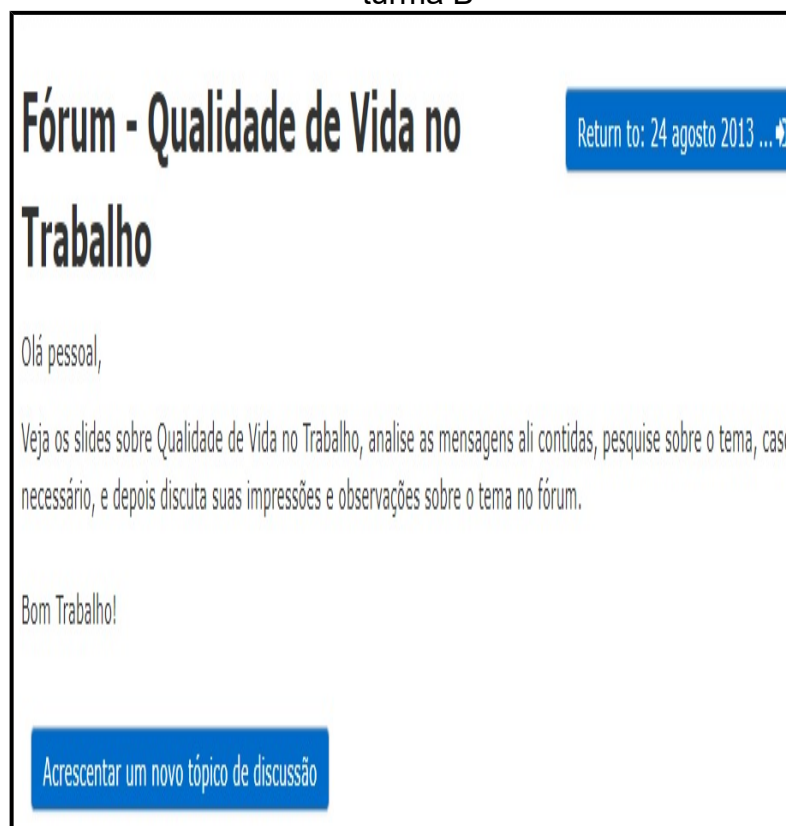 turma B
Fórum - Qualidade de Vida no
Trabalho
Return to: 24 agosto 2013 ...
Olá pessoal,
Veja os slides sobre Qualidade de Vida no Trabalho, analise as mensagens ali contidas, pesquise sobre o tema, caso
necessário, e depois discuta suas impressões e observações sobre o tema no fórum.
Bom Trabalho!
Acrescentar um novo tópico de discussão